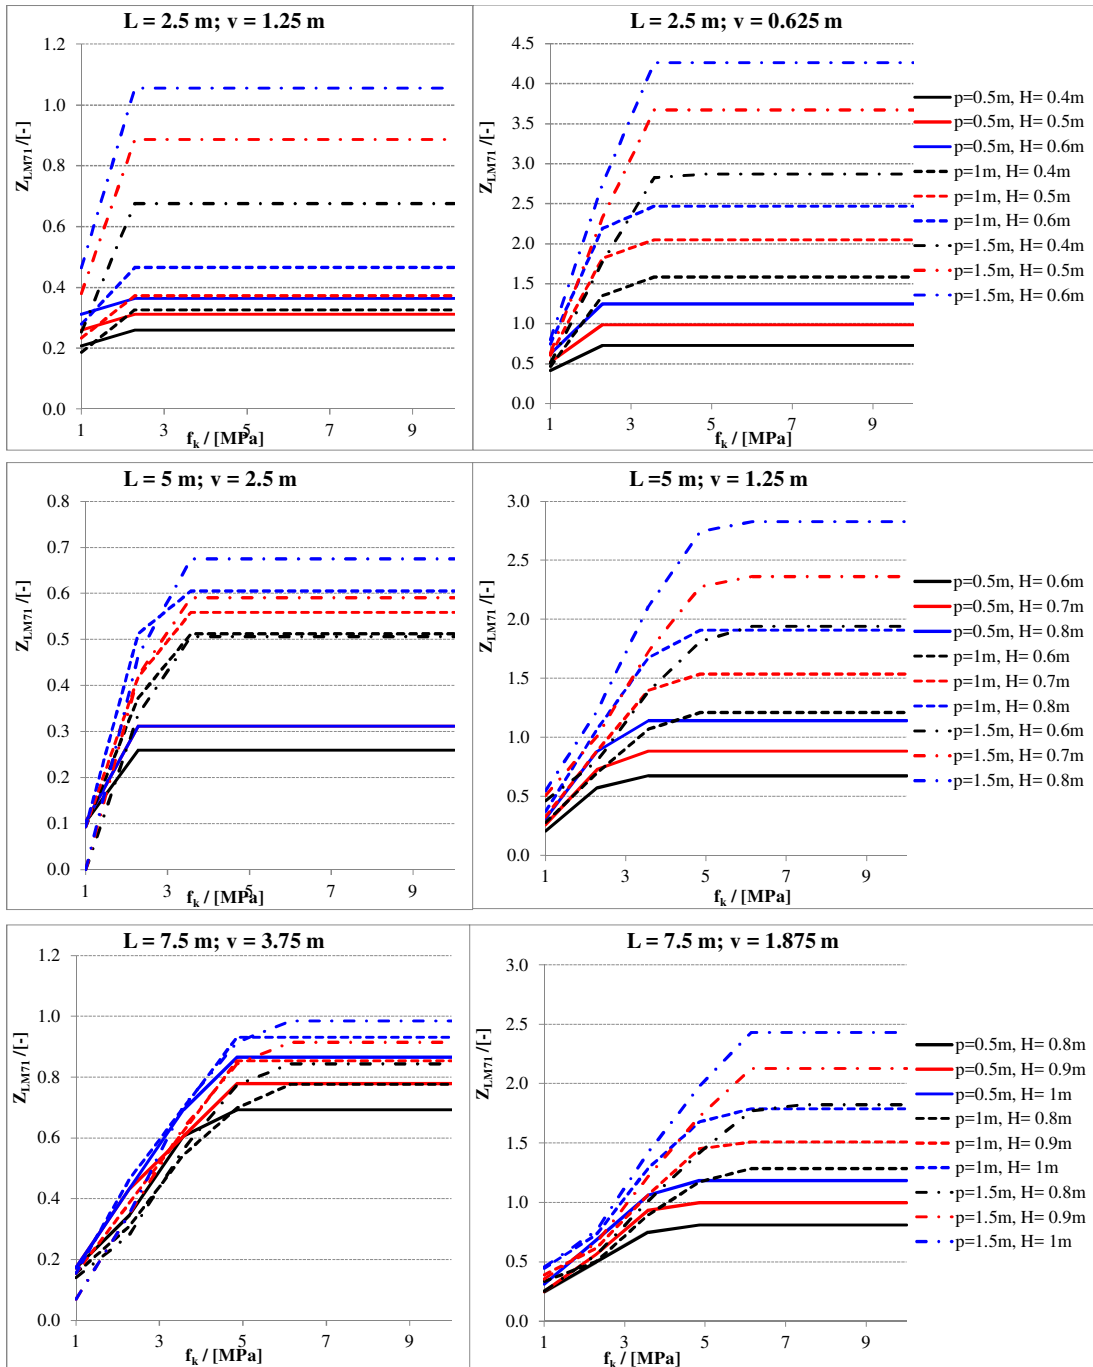 L = 2.5 m; v = 1.25 m
1.2
1.0
0.8
0.6
0.4
0.2
0.0
Z_LM71 /[-]
1 3 5 7 9
f_k / [MPa]
L = 2.5 m; v = 0.625 m
4.5
4.0
3.5
3.0
2.5
2.0
1.5
1.0
0.5
0.0
Z_LM71 /[-]
1 3 5 7 9
f_k / [MPa]
p=0.5m, H= 0.4m
p=0.5m, H= 0.5m
p=0.5m, H= 0.6m
p=1m, H= 0.4m
p=1m, H= 0.5m
p=1m, H= 0.6m
p=1.5m, H= 0.4m
p=1.5m, H= 0.5m
p=1.5m, H= 0.6m
L = 5 m; v = 2.5 m
0.8
0.7
0.6
0.5
0.4
0.3
0.2
0.1
0.0
Z_LM71 /[-]
1 3 5 7 9
f_k / [MPa]
L =5 m; v = 1.25 m
3.0
2.5
2.0
1.5
1.0
0.5
0.0
Z_LM71 /[-]
1 3 5 7 9
f_k / [MPa]
p=0.5m, H= 0.6m
p=0.5m, H= 0.7m
p=0.5m, H= 0.8m
p=1m, H= 0.6m
p=1m, H= 0.7m
p=1m, H= 0.8m
p=1.5m, H= 0.6m
p=1.5m, H= 0.7m
p=1.5m, H= 0.8m
L = 7.5 m; v = 3.75 m
1.2
1.0
0.8
0.6
0.4
0.2
0.0
Z_LM71 /[-]
1 3 5 7 9
f_k / [MPa]
L = 7.5 m; v = 1.875 m
3.0
2.5
2.0
1.5
1.0
0.5
0.0
Z_LM71 /[-]
1 3 5 7 9
f_k / [MPa]
p=0.5m, H= 0.8m
p=0.5m, H= 0.9m
p=0.5m, H= 1m
p=1m, H= 0.8m
p=1m, H= 0.9m
p=1m, H= 1m
p=1.5m, H= 0.8m
p=1.5m, H= 0.9m
p=1.5m, H= 1m